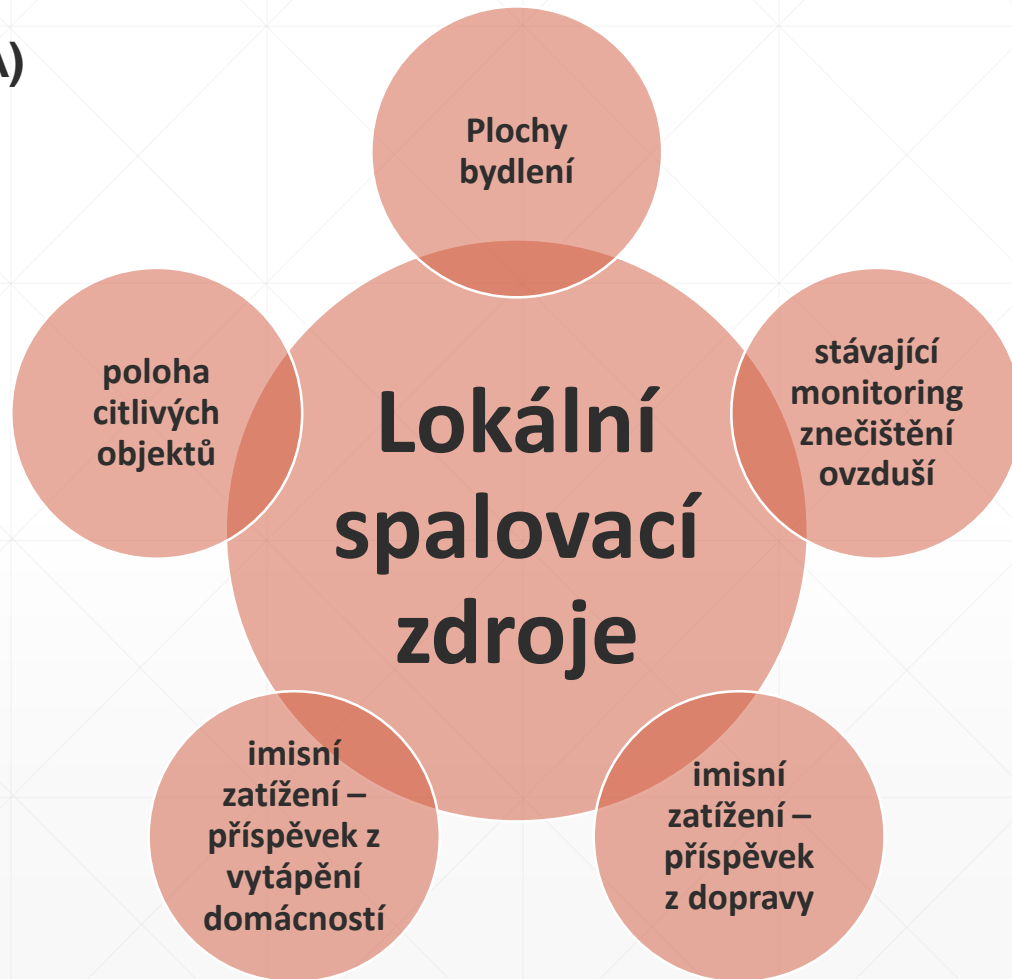 A)
Plochy
bydlení
stávající
monitoring
znečištění
ovzduší
poloha
citlivých
objektů
Lokální
spalovací
zdroje
imisní
zatížení –
příspěvek z
vytápění
domácností
imisní
zatížení –
příspěvek
z dopravy